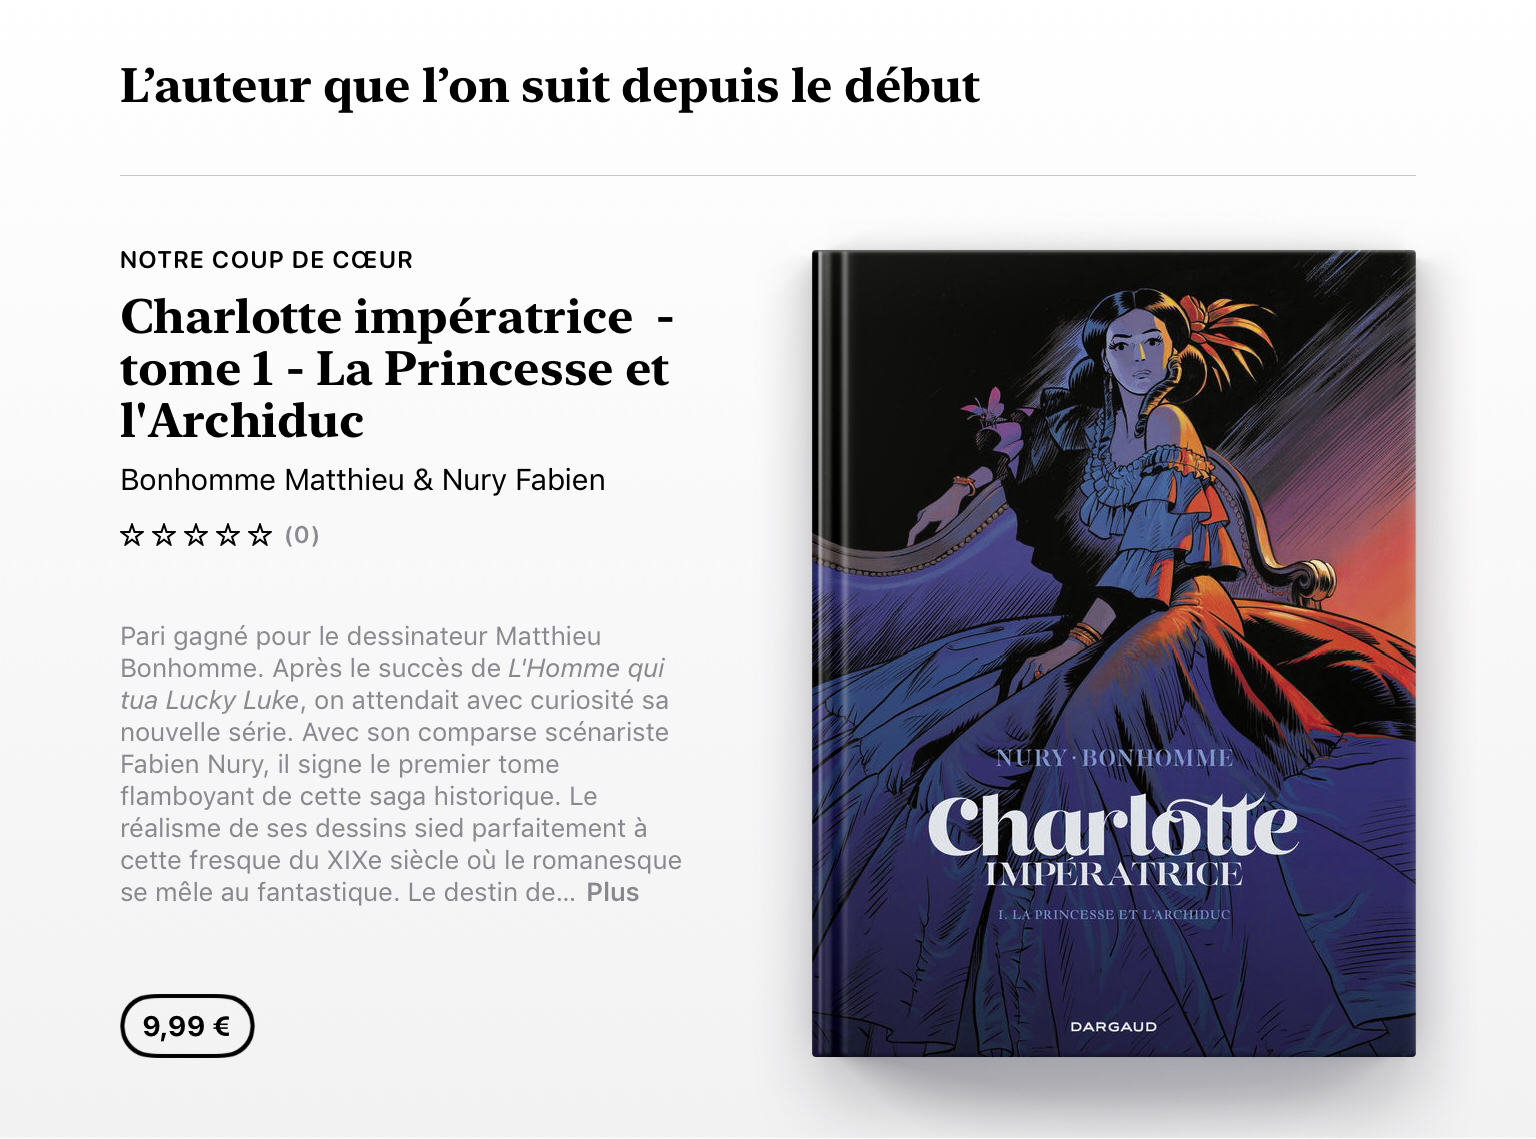 L’auteur que l’on suit depuis le début
NOTRE COUP DE CŒUR
Charlotte impératrice  -
tome 1 - La Princesse et
l'Archiduc
Bonhomme Matthieu & Nury Fabien
☆ ☆ ☆ ☆ ☆ (0)
Pari gagné pour le dessinateur Matthieu
Bonhomme. Après le succès de L'Homme qui
tua Lucky Luke, on attendait avec curiosité sa
nouvelle série. Avec son comparse scénariste
Fabien Nury, il signe le premier tome
flamboyant de cette saga historique. Le
réalisme de ses dessins sied parfaitement à
cette fresque du XIXe siècle où le romanesque
se mêle au fantastique. Le destin de... Plus
9,99 €
NURY · BONHOMME
Charlotte
IMPÉRATRICE
I. LA PRINCESSE ET L'ARCHIDUC
DARGAUD